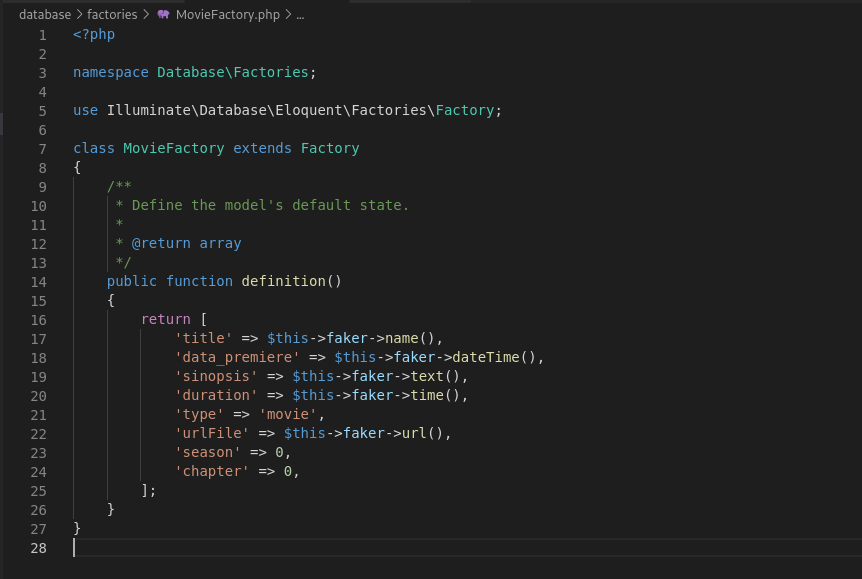 database > factories > MovieFactory.php > ...
1 <?php
2
3 namespace Database\Factories;
4
5 use Illuminate\Database\Eloquent\Factories\Factory;
6
7 class MovieFactory extends Factory
8 {
9     /**
10      * Define the model's default state.
11      *
12      * @return array
13      */
14     public function definition()
15     {
16         return [
17             'title' => $this->faker->name(),
18             'data_premiere' => $this->faker->dateTime(),
19             'sinopsis' => $this->faker->text(),
20             'duration' => $this->faker->time(),
21             'type' => 'movie',
22             'urlFile' => $this->faker->url(),
23             'season' => 0,
24             'chapter' => 0,
25         ];
26     }
27 }
28